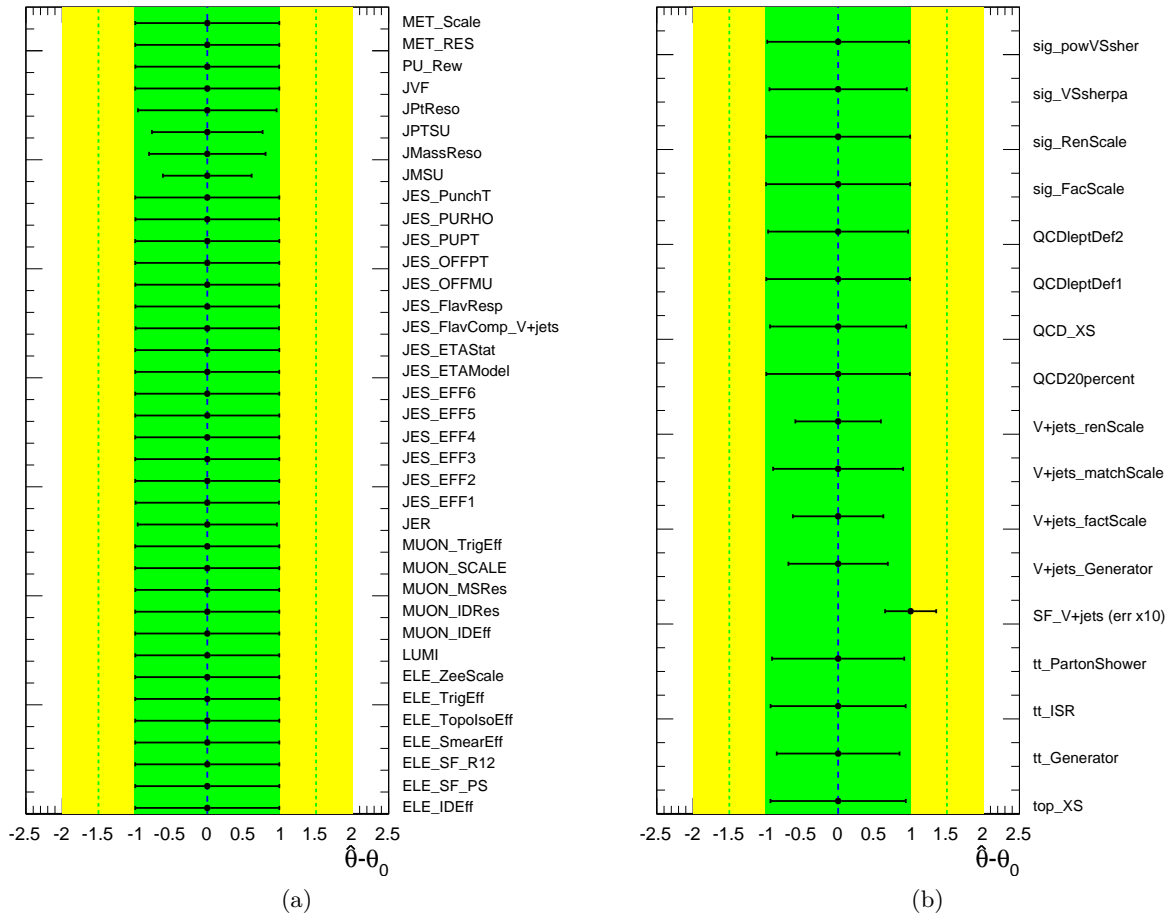 MET_Scale
MET_RES
PU_Rew
JVF
JPtReso
JPTSU
JMassReso
JMSU
JES_PunchT
JES_PURHO
JES_PUPT
JES_OFFPT
JES_OFFMU
JES_FlavResp
JES_FlavComp_V+jets
JES_ETAStat
JES_ETAModel
JES_EFF6
JES_EFF5
JES_EFF4
JES_EFF3
JES_EFF2
JES_EFF1
JER
MUON_TrigEff
MUON_SCALE
MUON_MSRes
MUON_IDRes
MUON_IDEff
LUMI
ELE_ZeeScale
ELE_TrigEff
ELE_TopoIsoEff
ELE_SmearEff
ELE_SF_R12
ELE_SF_PS
ELE_IDEff
-2.5 -2 -1.5 -1 -0.5 0 0.5 1 1.5 2 2.5
θ̂-θ₀
(a)
sig_powVSsher
sig_VSsherpa
sig_RenScale
sig_FacScale
QCDleptDef2
QCDleptDef1
QCD_XS
QCD20percent
V+jets_renScale
V+jets_matchScale
V+jets_factScale
V+jets_Generator
SF_V+jets (err x10)
tt_PartonShower
tt_ISR
tt_Generator
top_XS
-2.5 -2 -1.5 -1 -0.5 0 0.5 1 1.5 2 2.5
θ̂-θ₀
(b)